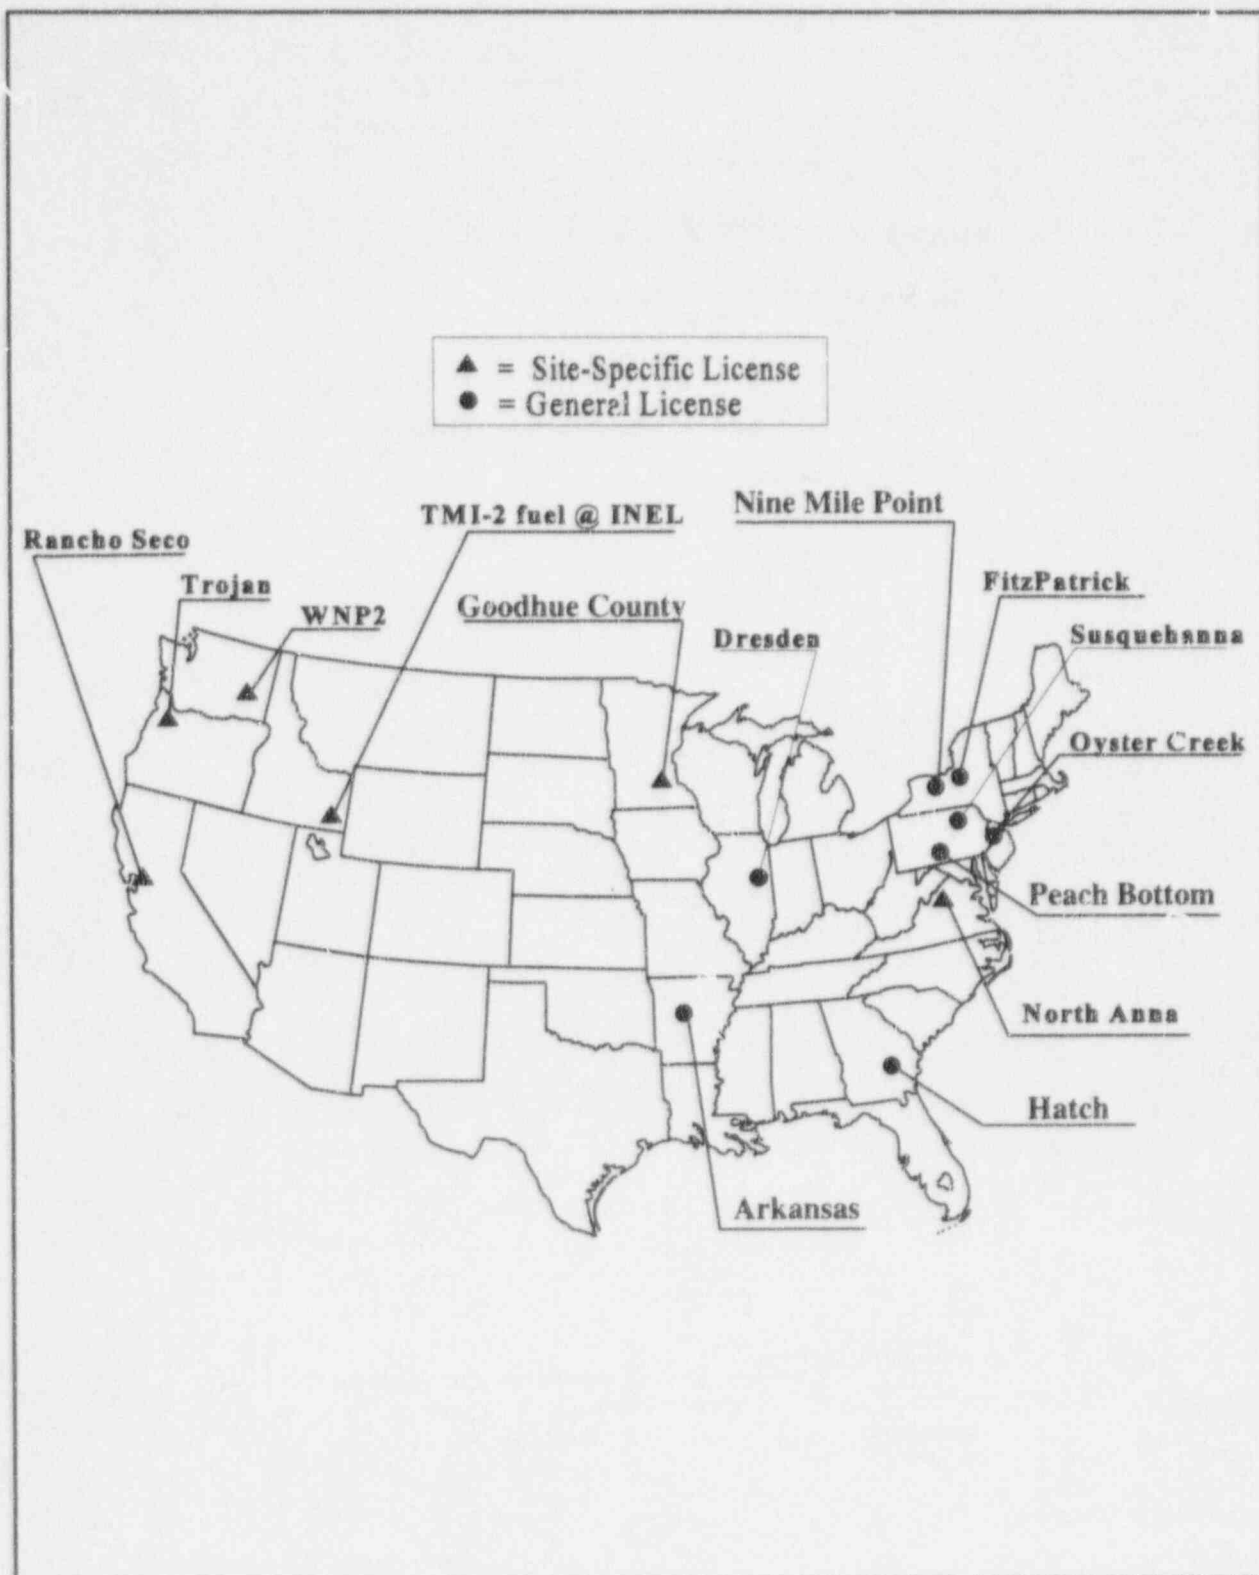 ▲ = Site-Specific License
● = General License
Nine Mile Point
TMI-2 fuel @ INEL
Rancho Seco
FitzPatrick
Trojan
Goodhue County
WNP2
Dresden
Susquehanna
Oyster Creek
Peach Bottom
North Anna
Hatch
Arkansas